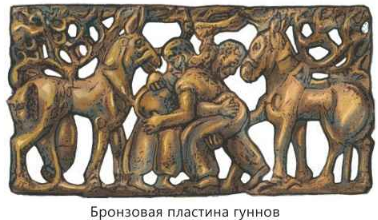 Бронзовая пластина гуннов